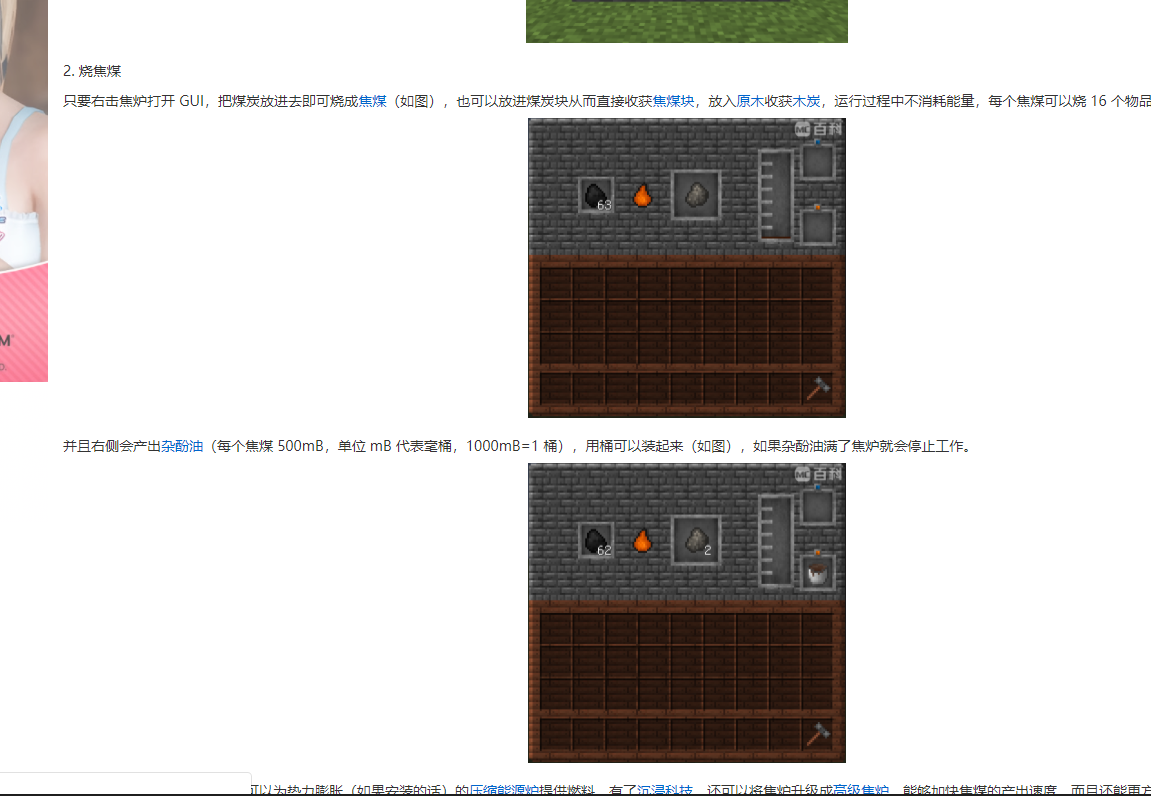 2. 烧焦煤
只要右击焦炉打开 GUI，把煤炭放进去即可烧成焦煤（如图），也可以放进煤炭块从而直接收获焦煤块，放入原木收获木炭，运行过程中不消耗能量，每个焦煤可以烧 16 个物品
MC 百科
63
M
并且右侧会产出杂酚油（每个焦煤 500mB，单位 mB 代表毫桶，1000mB=1 桶），用桶可以装起来（如图），如果杂酚油满了焦炉就会停止工作。
MC 百科
62
2
可以为热力膨胀（如果安装的话）的压缩能源炉提供燃料，有了沉浸科技，还可以将焦炉升级成高级焦炉，能够加快焦煤的产出速度，而且还能更方